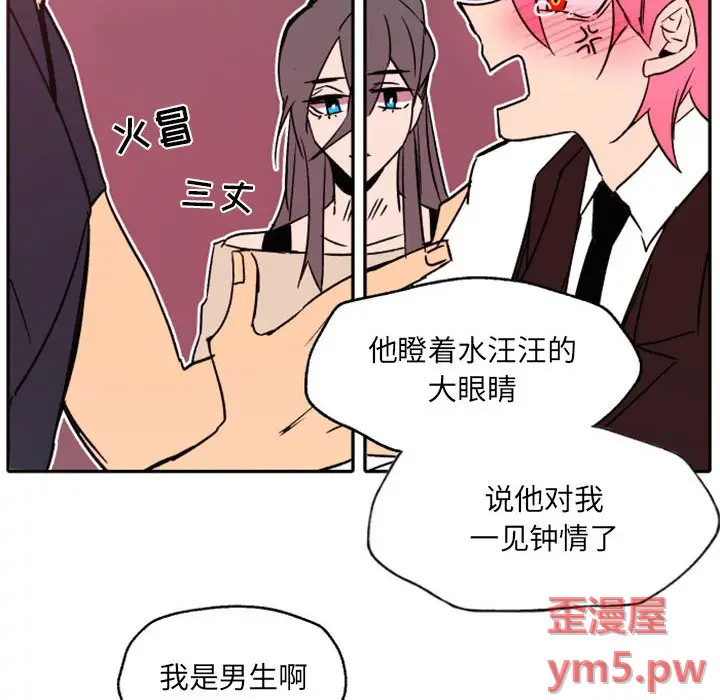 火冒
三丈
他瞪着水汪汪的
大眼睛
说他对我
一见钟情了
我是男生啊
歪漫屋
ym5.pw